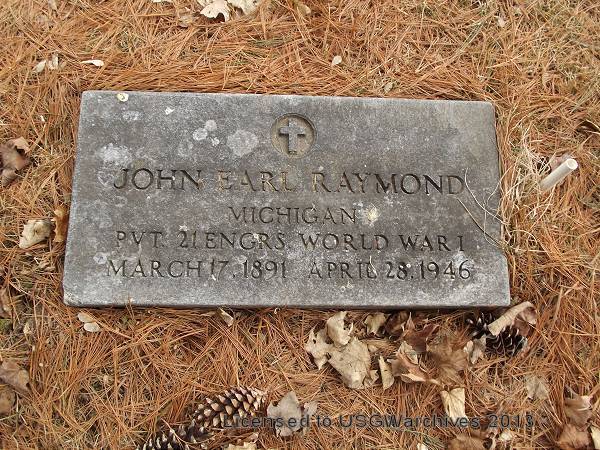 JOHN EARL RAYMOND
MICHIGAN
PVT 21 ENGRS WORLD WAR I
MARCH 17, 1891 APRIL 28, 1946
Licensed to USGWarchives 2013